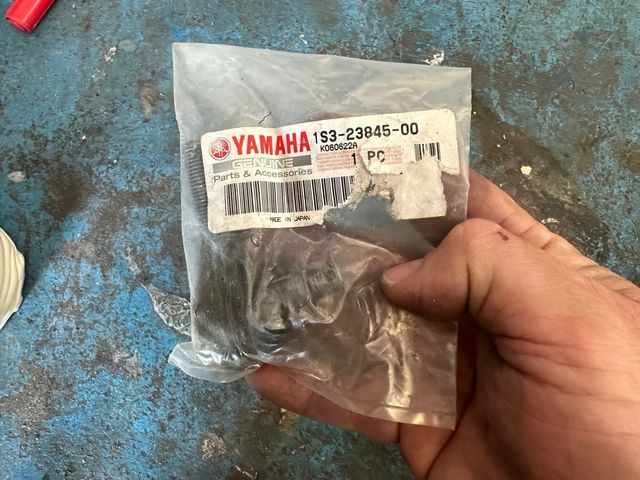 YAMAHA 1S3-23845-00
K060622A
GENUINE
1 PC
Parts & Accessories
MADE IN JAPAN